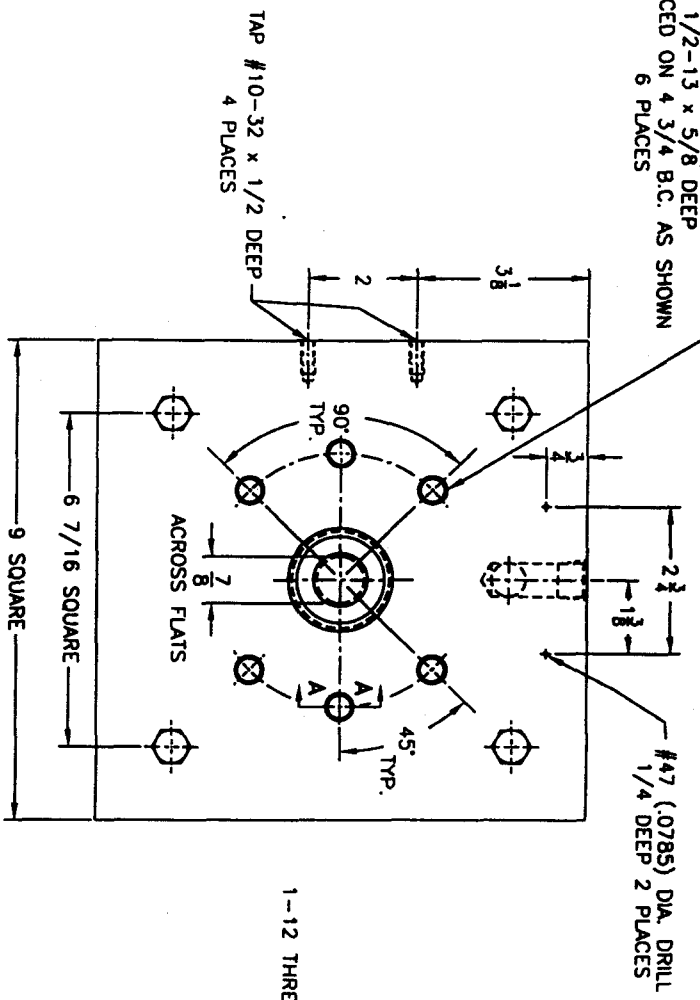 1/2-13 x 5/8 DEEP
CED ON 4 3/4 B.C. AS SHOWN
6 PLACES
TAP #10-32 x 1/2 DEEP
4 PLACES
3 1/8
2
3/4
2 3/4
1 3/8
#47 (.0785) DIA. DRILL
1/4 DEEP 2 PLACES
90°
TYP.
45°
TYP.
A
A
7/8
ACROSS FLATS
6 7/16 SQUARE
9 SQUARE
1-12 THRE